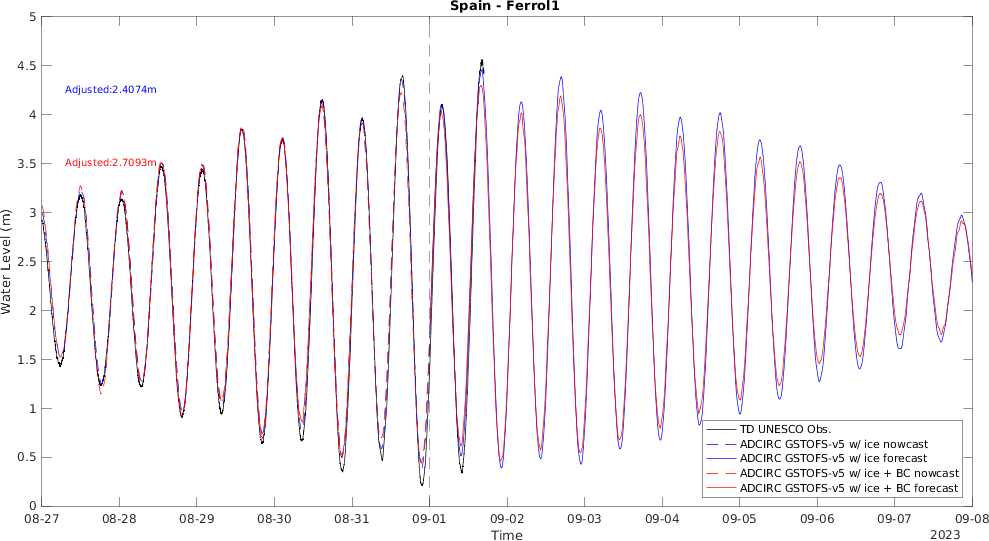 Spain - Ferrol1
5
4.5
4
3.5
3
2.5
2
1.5
1
0.5
0
Water Level (m)
Adjusted:2.4074m
Adjusted:2.7093m
TD UNESCO Obs.
ADCIRC GSTOFS-v5 w/ ice nowcast
ADCIRC GSTOFS-v5 w/ ice forecast
ADCIRC GSTOFS-v5 w/ ice + BC nowcast
ADCIRC GSTOFS-v5 w/ ice + BC forecast
08-27 08-28 08-29 08-30 08-31 09-01 09-02 09-03 09-04 09-05 09-06 09-07 09-08
Time
2023